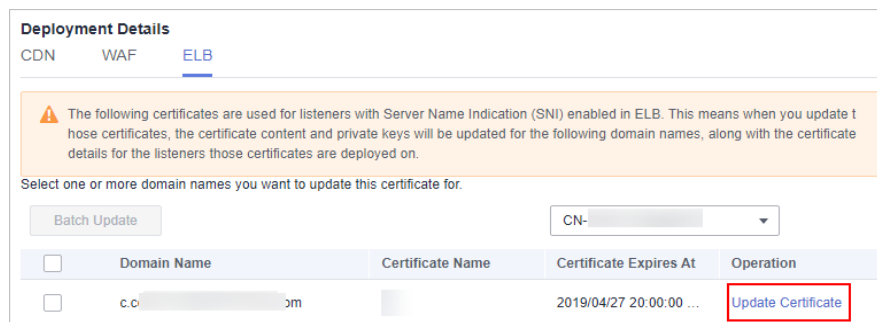 Deployment Details
CDN WAF ELB
The following certificates are used for listeners with Server Name Indication (SNI) enabled in ELB. This means when you update t
hose certificates, the certificate content and private keys will be updated for the following domain names, along with the certificate
details for the listeners those certificates are deployed on.
Select one or more domain names you want to update this certificate for.
Batch Update CN-
Domain Name Certificate Name Certificate Expires At Operation
2019/04/27 20:00:00 ... Update Certificate